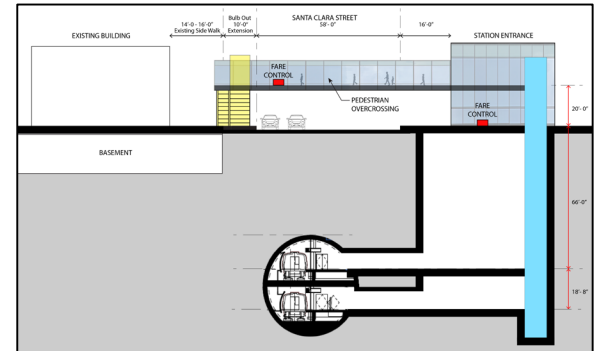 EXISTING BUILDING
14'-0 - 16'-0"
Existing Side Walk
Bulb Out
10'-0"
Extension
SANTA CLARA STREET
58'- 0"
16'-0"
STATION ENTRANCE
FARE
CONTROL
PEDESTRIAN
OVERCROSSING
FARE
CONTROL
20'- 0"
BASEMENT
66'-0"
18'- 8"